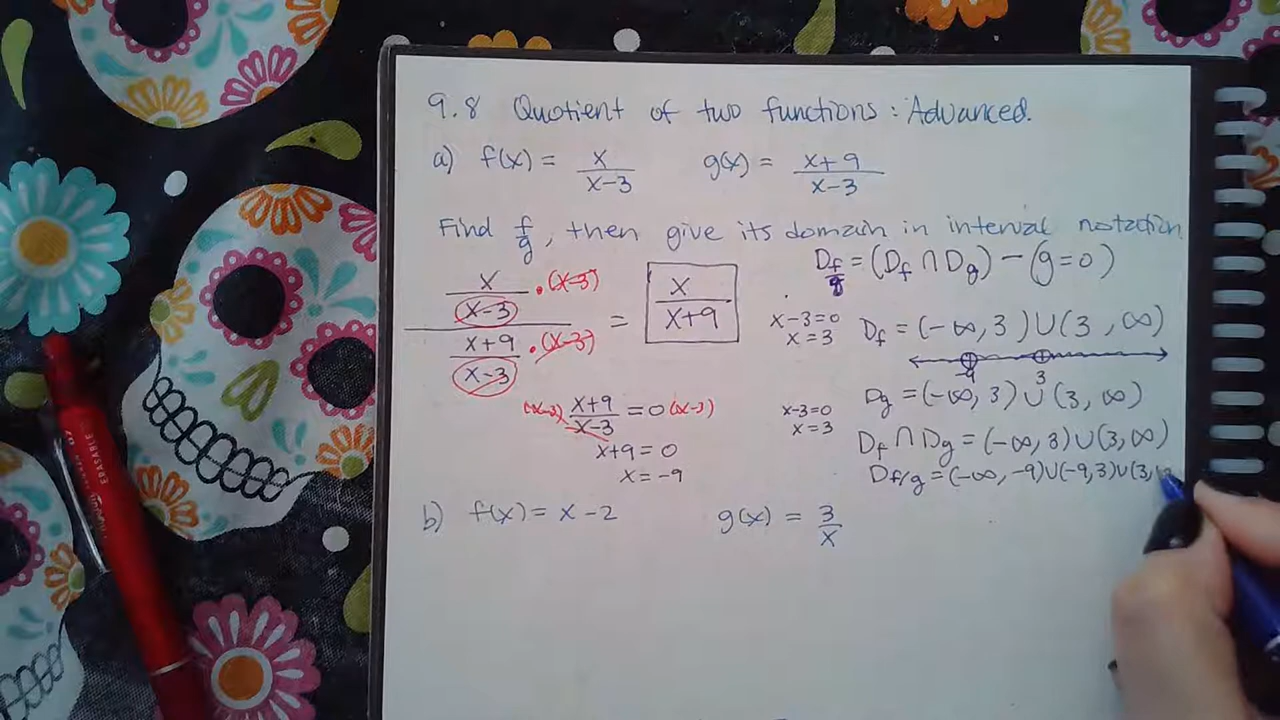 9.8 Quotient of two functions: Advanced.
a) f(x) = x/(x-3)   g(x) = (x+9)/(x-3)
Find f/g, then give its domain in interval notation
D f/g = (Df ∩ Dg) - (g=0)
x/(x-3) •(x-3)
x+9/(x-3) •(x-3)
= x/(x+9)
x-3=0
x=3
Df = (-∞, 3)∪(3, ∞)
-9 3
Dg = (-∞, 3) ∪ (3, ∞)
x-3=0
x=3
(x-3) (x+9)/(x-3) = 0 (x-3)
x+9 = 0
x = -9
Df ∩ Dg = (-∞, 3)∪(3, ∞)
Df/g = (-∞, -9)∪(-9, 3)∪(3,
b) f(x) = x - 2   g(x) = 3/x
ERASABLE